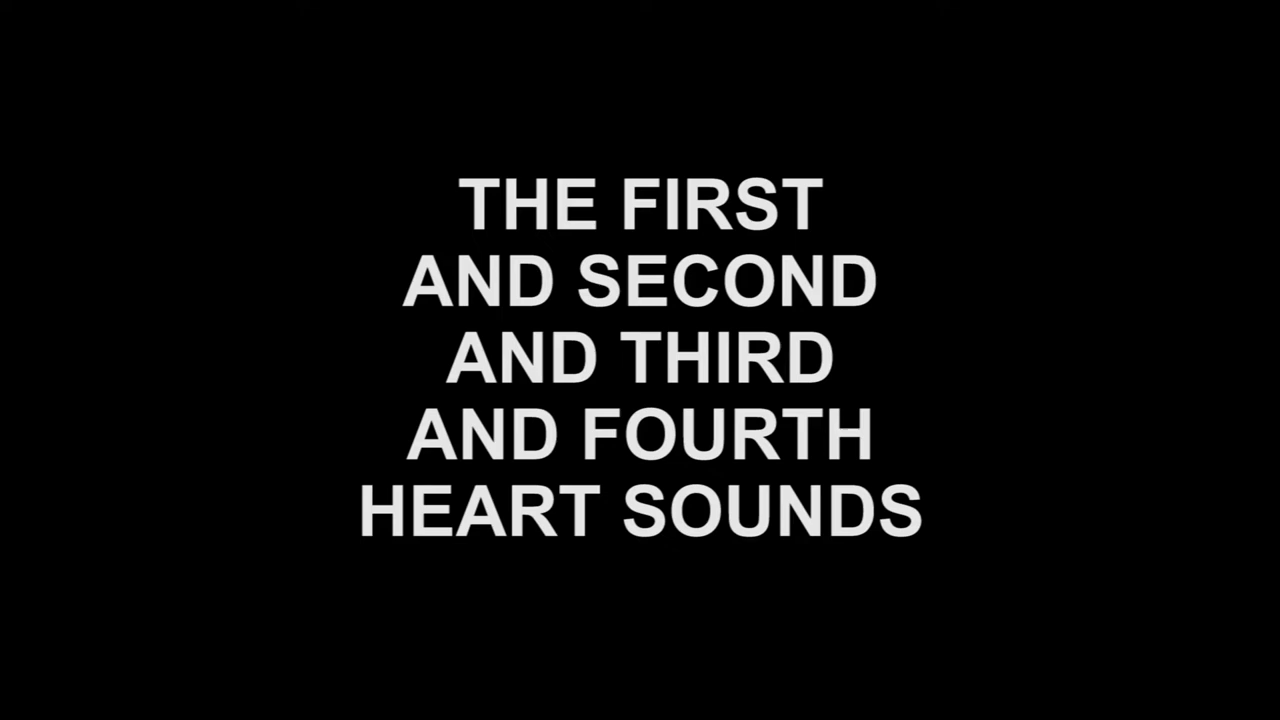 THE FIRST
AND SECOND
AND THIRD
AND FOURTH
HEART SOUNDS